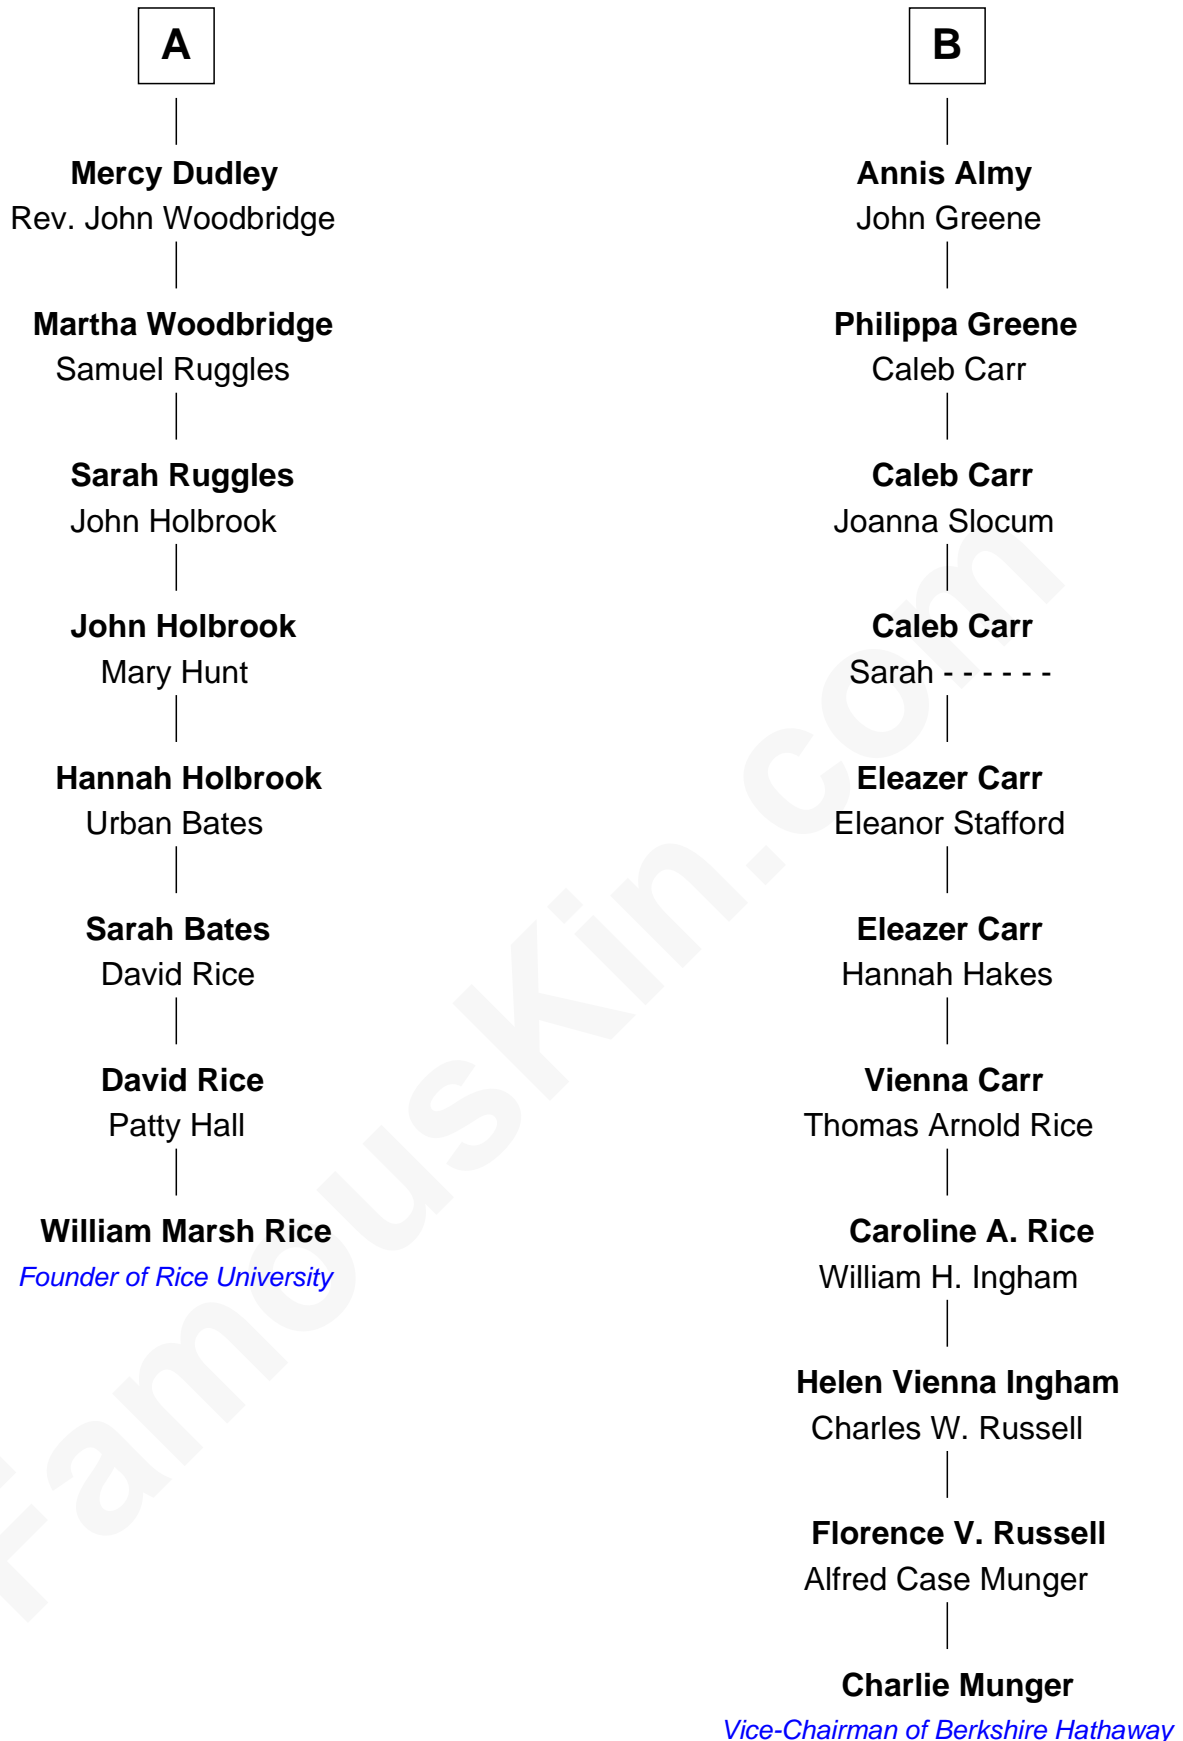 A
Mercy Dudley
Rev. John Woodbridge
Martha Woodbridge
Samuel Ruggles
Sarah Ruggles
John Holbrook
John Holbrook
Mary Hunt
Hannah Holbrook
Urban Bates
Sarah Bates
David Rice
David Rice
Patty Hall
William Marsh Rice
Founder of Rice University
B
Annis Almy
John Greene
Philippa Greene
Caleb Carr
Caleb Carr
Joanna Slocum
Caleb Carr
Sarah - - - - - -
Eleazer Carr
Eleanor Stafford
Eleazer Carr
Hannah Hakes
Vienna Carr
Thomas Arnold Rice
Caroline A. Rice
William H. Ingham
Helen Vienna Ingham
Charles W. Russell
Florence V. Russell
Alfred Case Munger
Charlie Munger
Vice-Chairman of Berkshire Hathaway
FamousKin.com